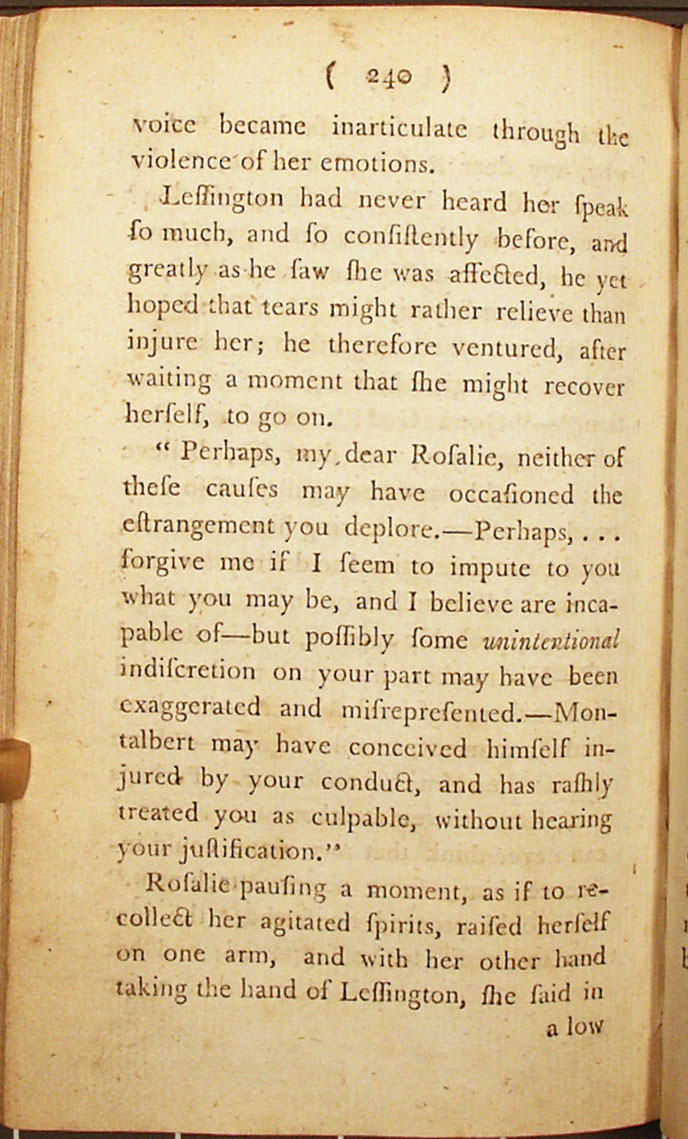 ( 240 )
voice became inarticulate through the
violence of her emotions.
Leſſington had never heard her ſpeak
ſo much, and ſo conſiſtently before, and
greatly as he ſaw ſhe was affected, he yet
hoped that tears might rather relieve than
injure her; he therefore ventured, after
waiting a moment that ſhe might recover
herſelf, to go on.
“ Perhaps, my dear Roſalie, neither of
theſe cauſes may have occaſioned the
eſtrangement you deplore.—Perhaps, . . .
forgive me if I ſeem to impute to you
what you may be, and I believe are inca-
pable of—but poſſibly ſome unintentional
indiſcretion on your part may have been
exaggerated and miſrepreſented.—Mon-
talbert may have conceived himſelf in-
jured by your conduct, and has raſhly
treated you as culpable, without hearing
your juſtification.”
Roſalie pauſing a moment, as if to re-
collect her agitated ſpirits, raiſed herſelf
on one arm, and with her other hand
taking the hand of Leſſington, ſhe ſaid in
a low